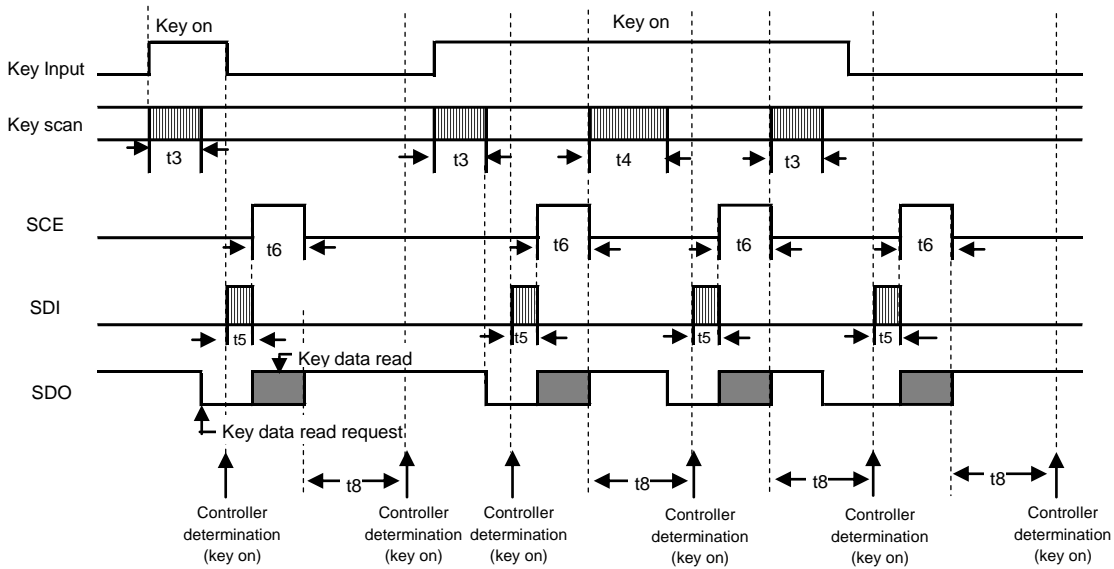 Key on
Key on
Key Input
Key scan
t3
t3
t4
t3
SCE
t6
t6
t6
t6
SDI
t5
t5
t5
t5
Key data read
SDO
Key data read request
t8
t8
t8
t8
Controller
determination
(key on)
Controller
determination
(key on)
Controller
determination
(key on)
Controller
determination
(key on)
Controller
determination
(key on)
Controller
determination
(key on)